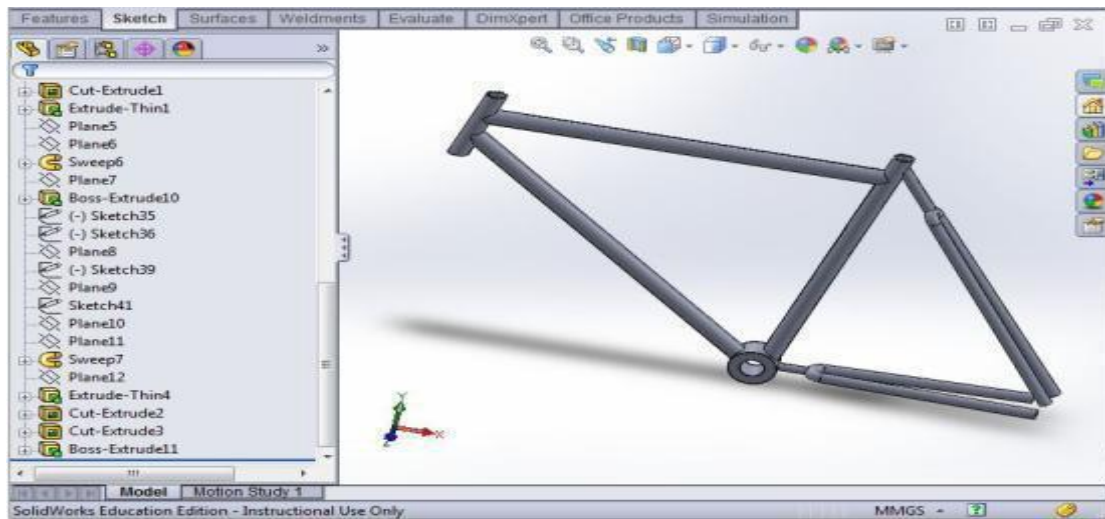 Features Sketch Surfaces Weldments Evaluate DimXpert Office Products Simulation
Cut-Extrude1
Extrude-Thin1
Plane5
Plane6
Sweep6
Plane7
Boss-Extrude10
(-) Sketch35
(-) Sketch36
Plane8
(-) Sketch39
Plane9
Sketch41
Plane10
Plane11
Sweep7
Plane12
Extrude-Thin4
Cut-Extrude2
Cut-Extrude3
Boss-Extrude11
Y
X
Z
Model Motion Study 1
SolidWorks Education Edition - Instructional Use Only MMGS